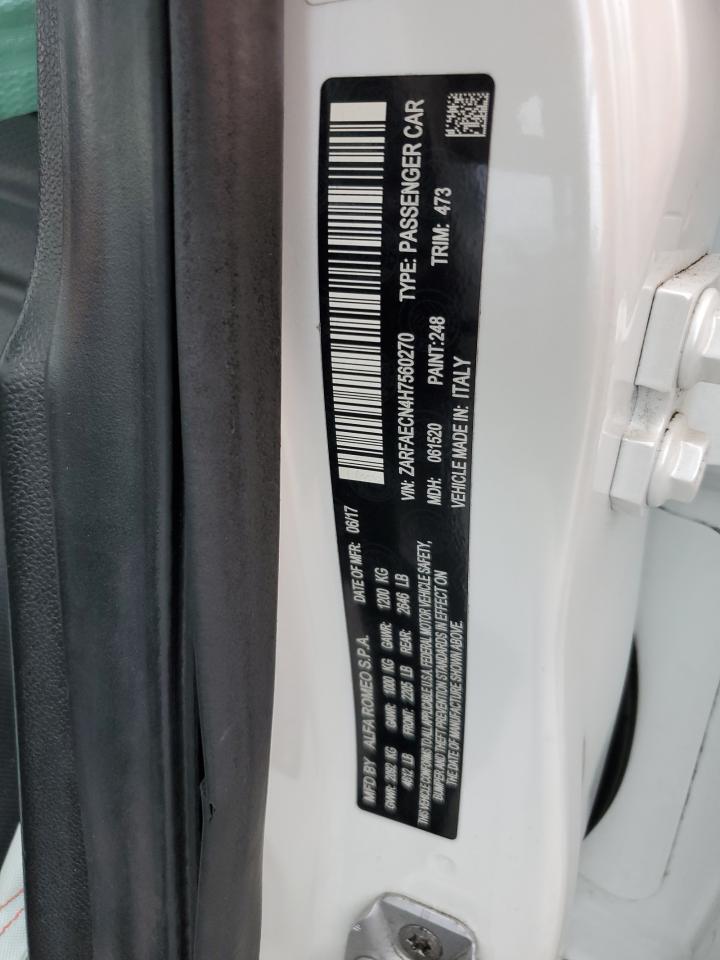 MFD BY ALFA ROMEO S.P.A. DATE OF MFR: 06/17
GVWR: 2092 KG GAWR: 1000 KG GAWR: 1200 KG
4612 LB FRONT: 2205 LB REAR: 2646 LB
THIS VEHICLE CONFORMS TO ALL APPLICABLE U.S.A. FEDERAL MOTOR VEHICLE SAFETY,
BUMPER AND THEFT PREVENTION STANDARDS IN EFFECT ON
THE DATE OF MANUFACTURE SHOWN ABOVE.
VIN: ZARFAECN4H7560270 TYPE: PASSENGER CAR
MDH: 061520 PAINT:248 TRIM: 473
VEHICLE MADE IN: ITALY